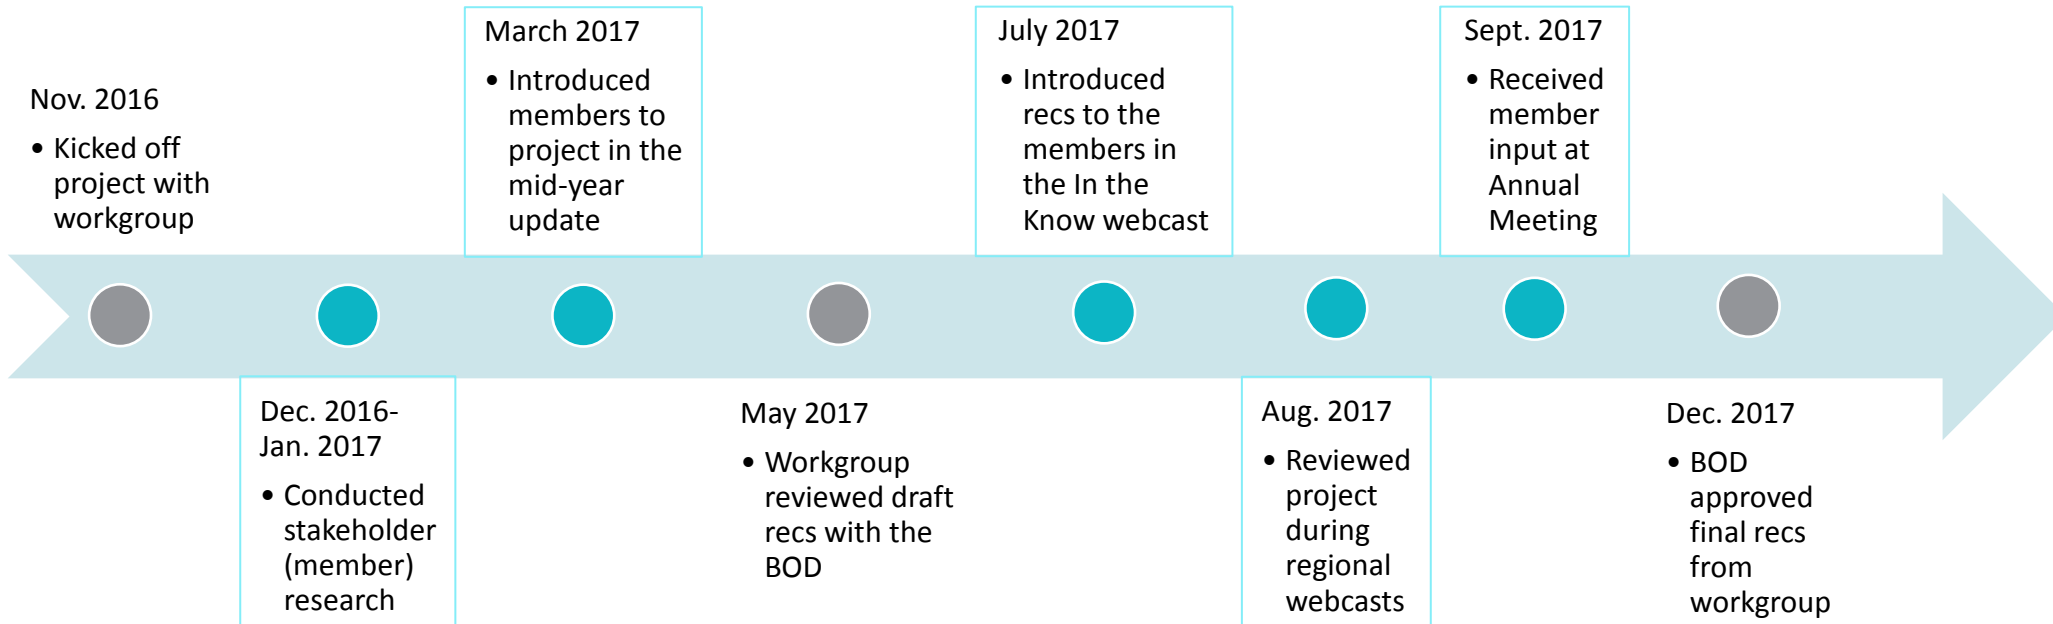 Nov. 2016
• Kicked off
project with
workgroup
Dec. 2016-
Jan. 2017
• Conducted
stakeholder
(member)
research
March 2017
• Introduced
members to
project in the
mid-year
update
May 2017
• Workgroup
reviewed draft
recs with the
BOD
July 2017
• Introduced
recs to the
members in
the In the
Know webcast
Aug. 2017
• Reviewed
project
during
regional
webcasts
Sept. 2017
• Received
member
input at
Annual
Meeting
Dec. 2017
• BOD
approved
final recs
from
workgroup